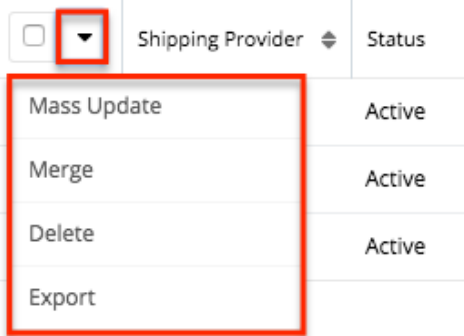 Shipping Provider Status
Mass Update Active
Merge Active
Delete Active
Export